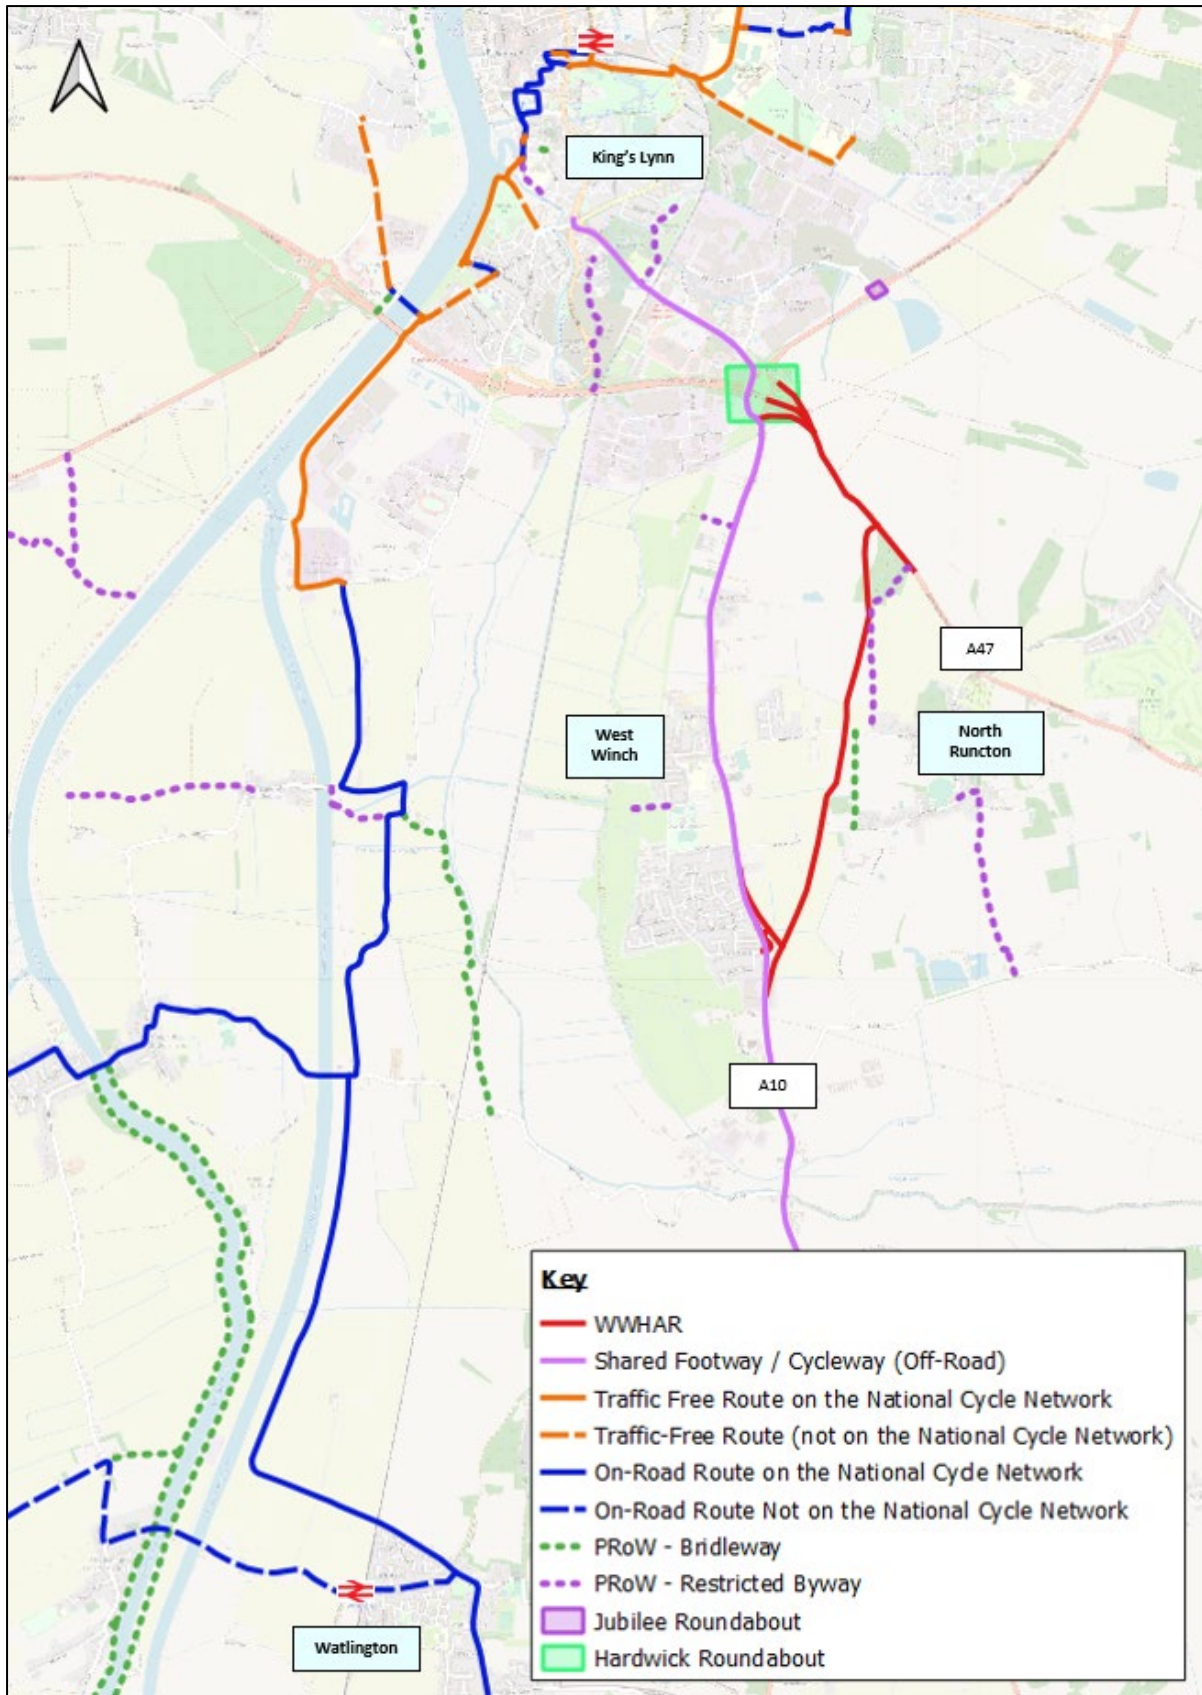 King's Lynn
A47
West
Winch
North
Runcton
A10
Key
WWHAR
Shared Footway / Cycleway (Off-Road)
Traffic Free Route on the National Cycle Network
Traffic-Free Route (not on the National Cycle Network)
On-Road Route on the National Cycle Network
On-Road Route Not on the National Cycle Network
PRoW - Bridleway
PRoW - Restricted Byway
Jubilee Roundabout
Hardwick Roundabout
Watlington